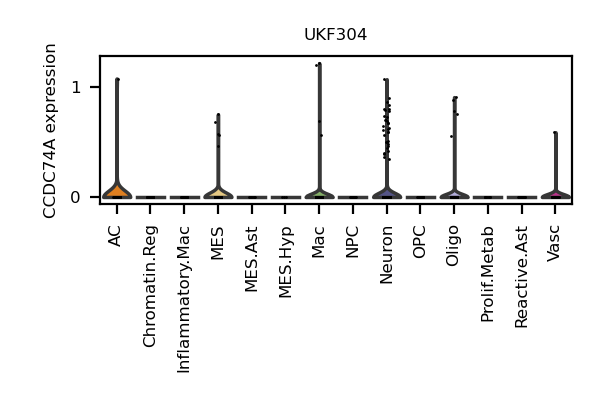 UKF304
CCDC74A expression
1
0
AC
Chromatin.Reg
Inflammatory.Mac
MES
MES.Ast
MES.Hyp
Mac
NPC
Neuron
OPC
Oligo
Prolif.Metab
Reactive.Ast
Vasc